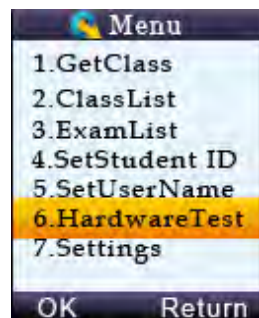 Menu
1.GetClass
2.ClassList
3.ExamList
4.SetStudent ID
5.SetUserName
6.HardwareTest
7.Settings
OK Return